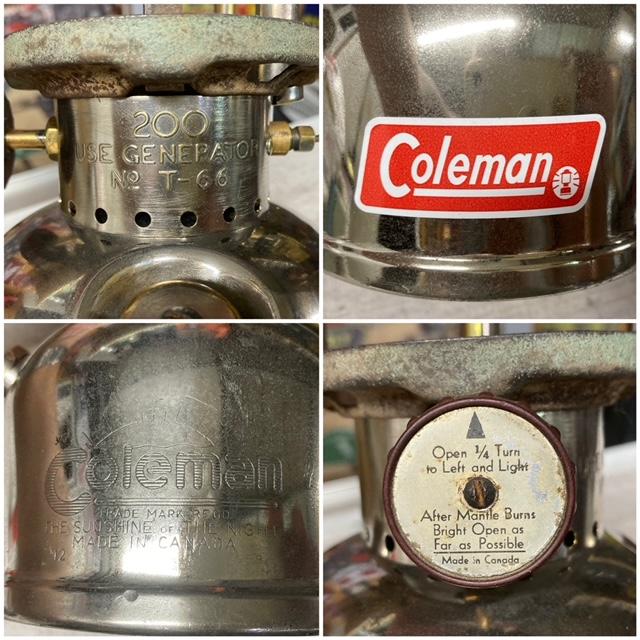 200
USE GENERATOR
Nº T-66
Coleman
Coleman
TRADE MARK REG'D
THE SUNSHINE OF THE NIGHT
MADE IN CANADA
Open ¼ Turn
to Left and Light
After Mantle Burns
Bright Open as
Far as Possible
Made in Canada